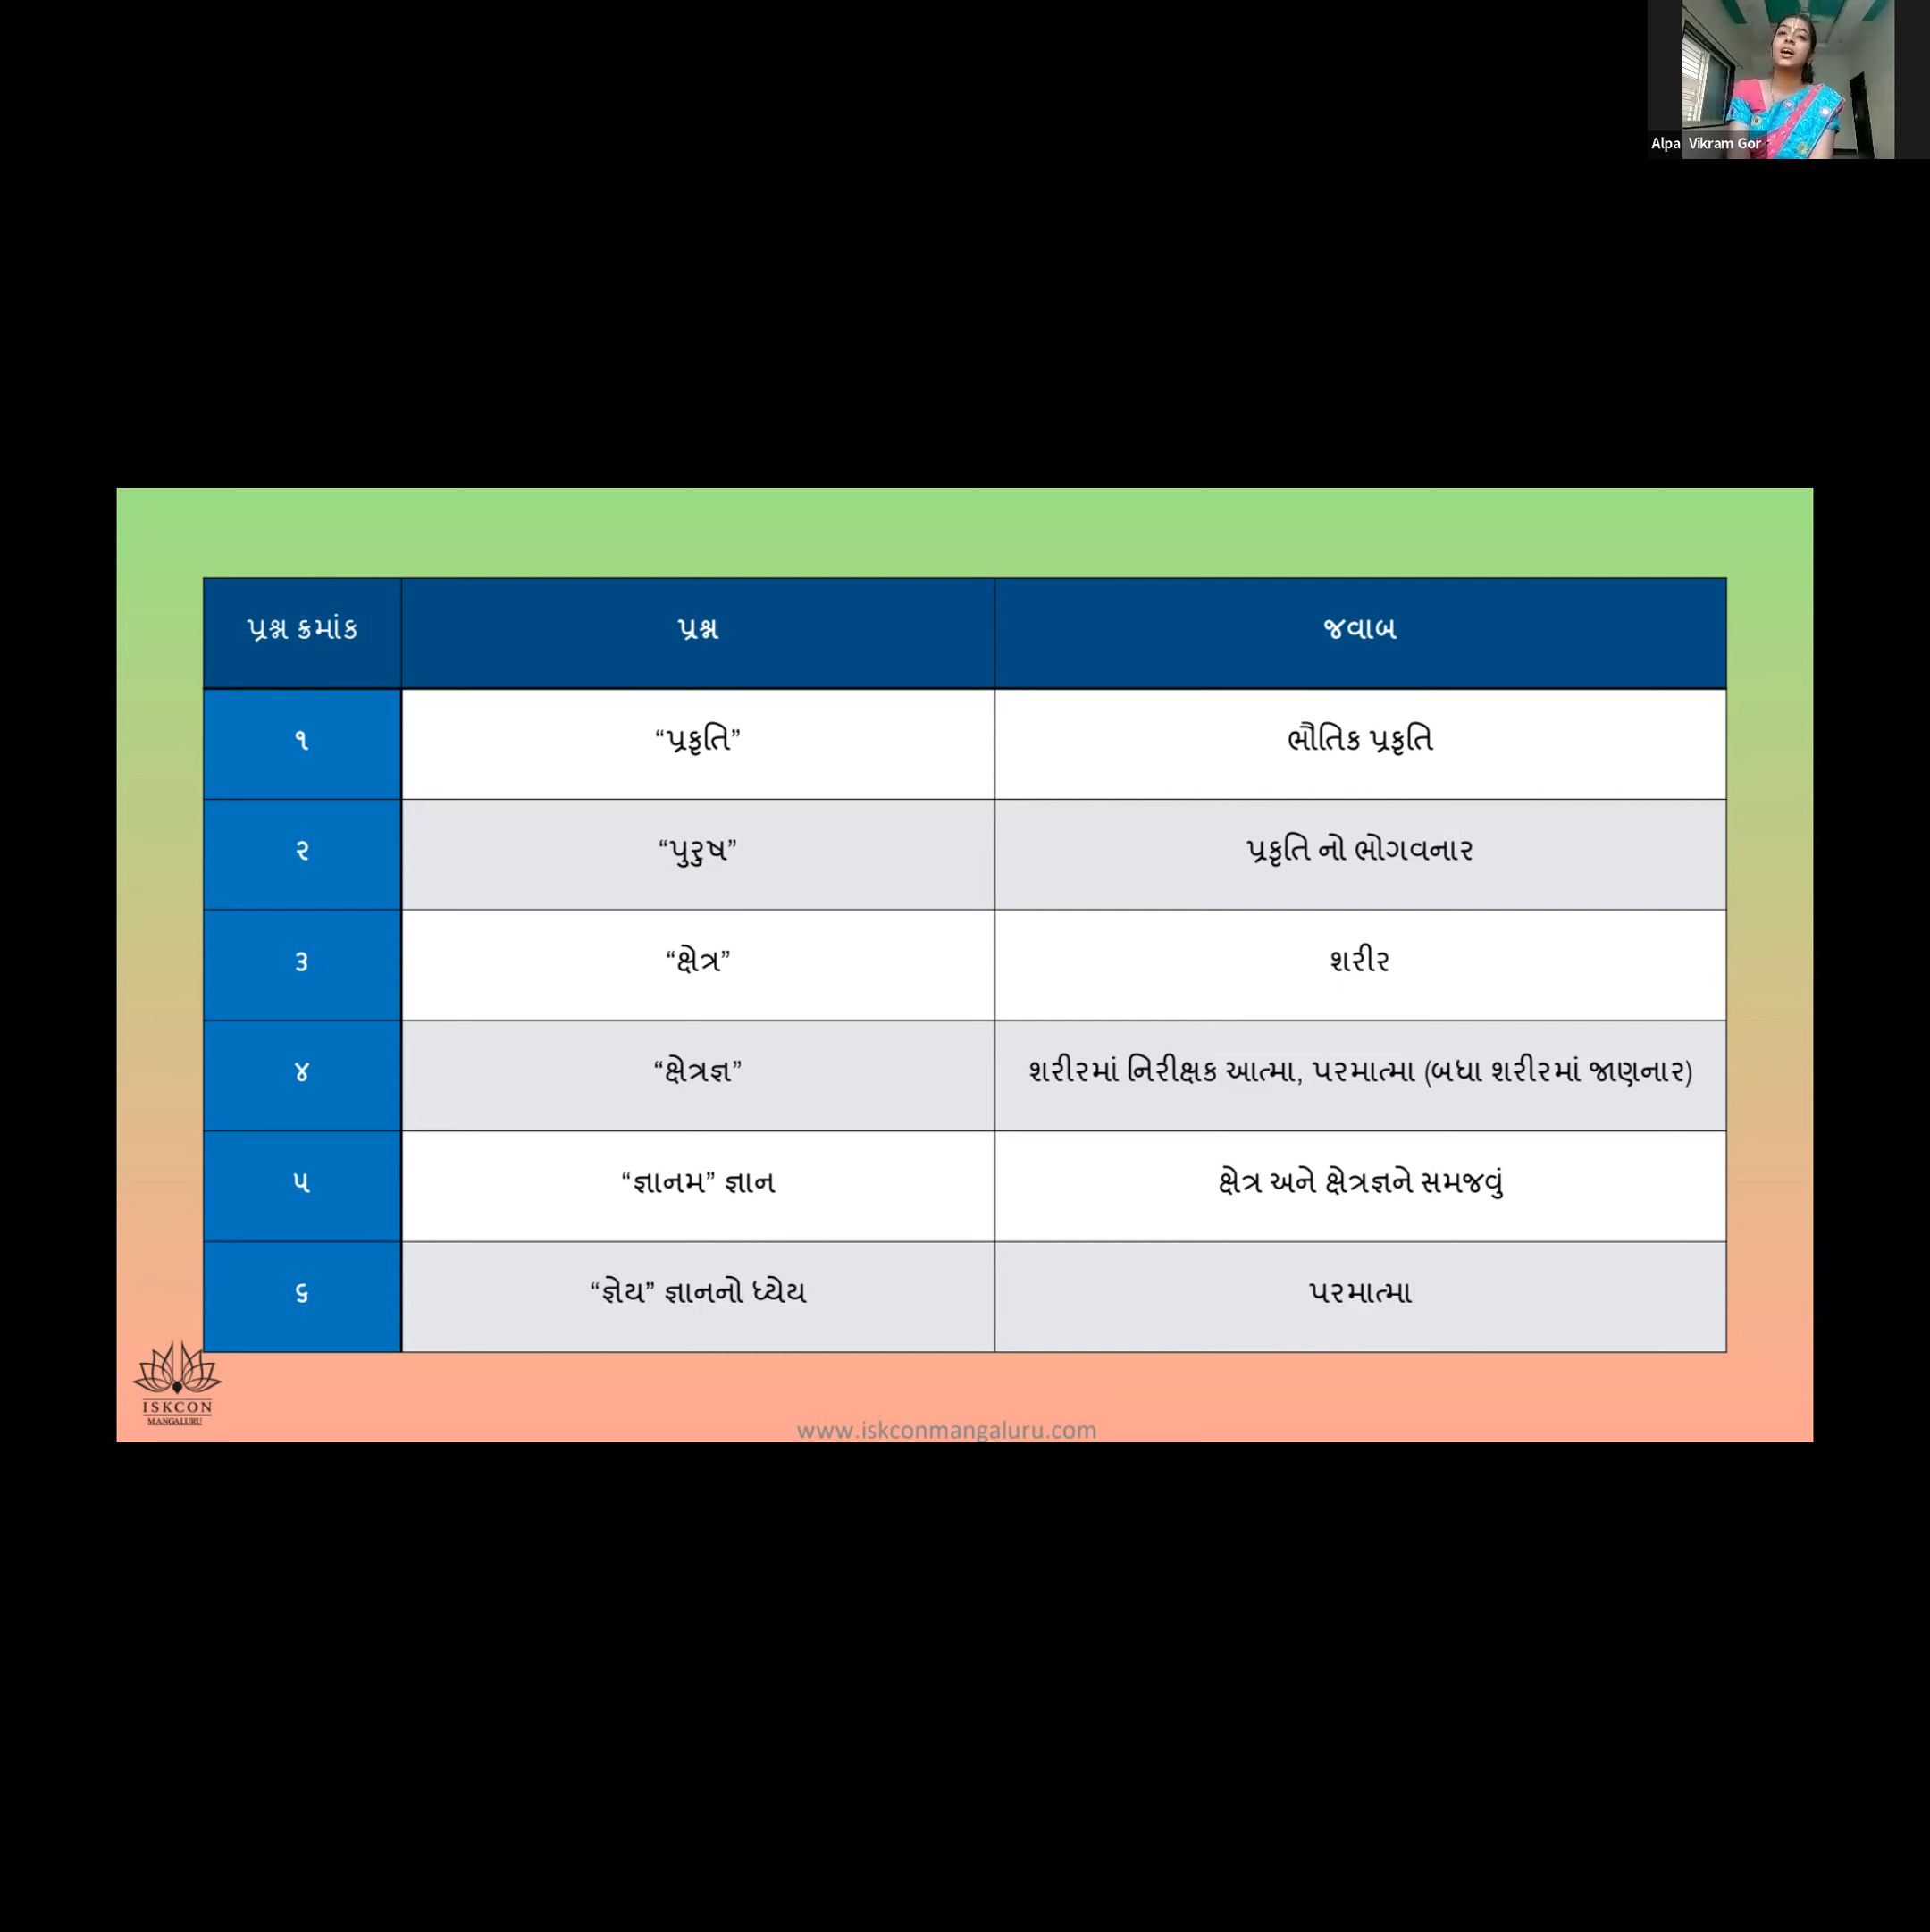 Alpa Vikram Gor
પ્રશ્ન ક્રમાંક પ્રશ્ન જવાબ
૧ “પ્રકૃતિ” ભૌતિક પ્રકૃતિ
૨ “પુરુષ” પ્રકૃતિ નો ભોગવનાર
૩ “ક્ષેત્ર” શરીર
૪ “ક્ષેત્રજ્ઞ” શરીરમાં નિરીક્ષક આત્મા, પરમાત્મા (બધા શરીરમાં જાણનાર)
૫ “જ્ઞાનમ” જ્ઞાન ક્ષેત્ર અને ક્ષેત્રજ્ઞને સમજવું
૬ “જ્ઞેય” જ્ઞાનનો ધ્યેય પરમાત્મા
ISKCON
MANGALURU
www.iskconmangaluru.com